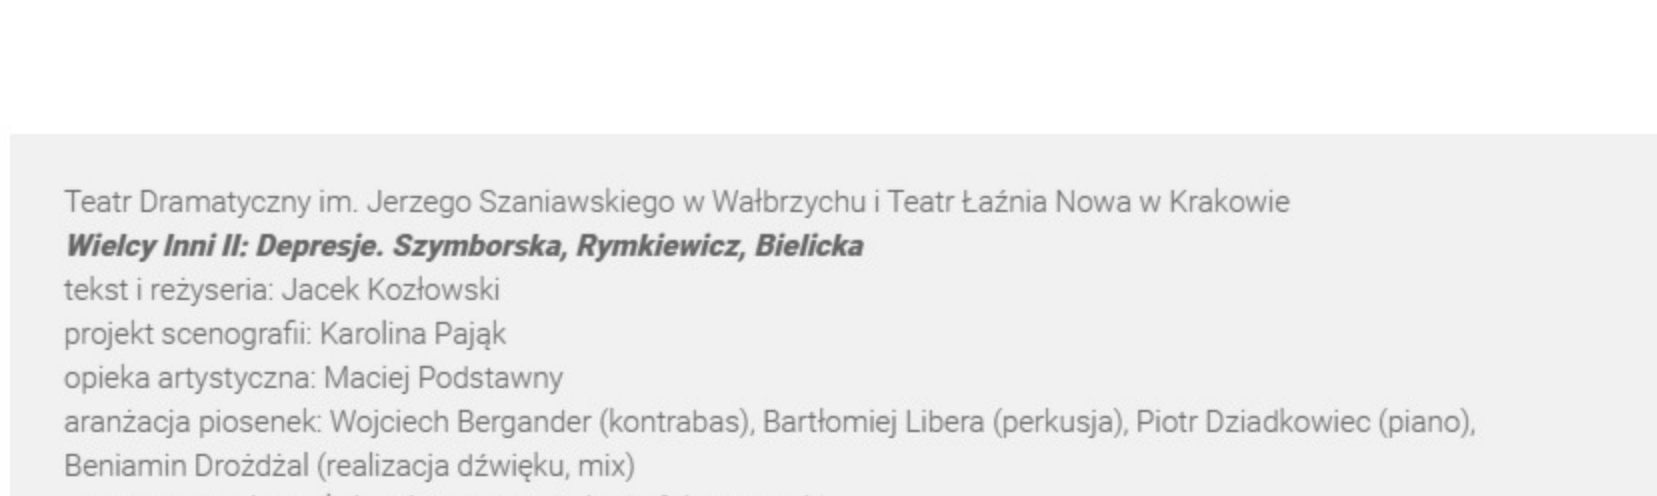 Teatr Dramatyczny im. Jerzego Szaniawskiego w Wałbrzychu i Teatr Łaźnia Nowa w Krakowie
Wielcy Inni II: Depresje. Szymborska, Rymkiewicz, Bielicka
tekst i reżyseria: Jacek Kozłowski
projekt scenografii: Karolina Pająk
opieka artystyczna: Maciej Podstawny
aranżacja piosenek: Wojciech Bergander (kontrabas), Bartłomiej Libera (perkusja), Piotr Dziadkowiec (piano),
Beniamin Drożdżal (realizacja dźwięku, mix)